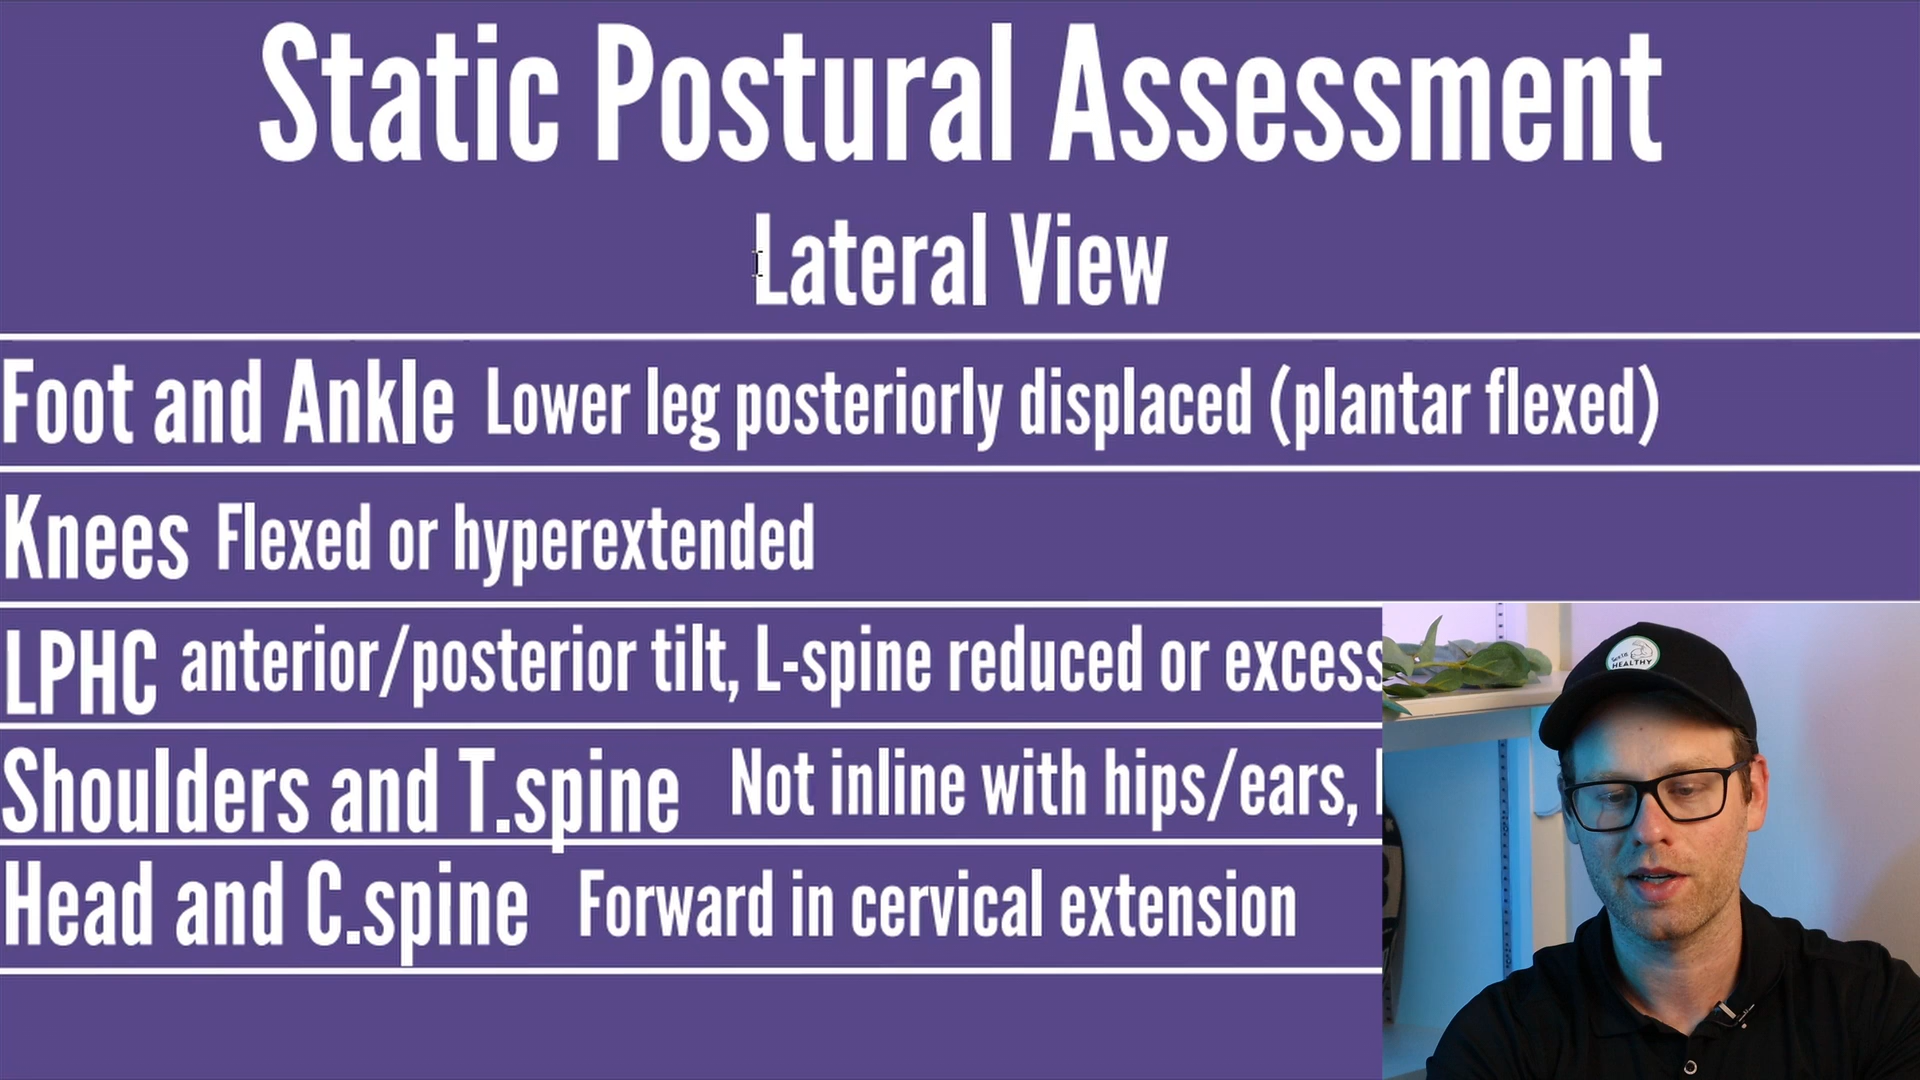 Static Postural Assessment
Lateral View
Foot and Ankle Lower leg posteriorly displaced (plantar flexed)
Knees Flexed or hyperextended
LPHC anterior/posterior tilt, L-spine reduced or excess
Shoulders and T.spine Not inline with hips/ears,
Head and C.spine Forward in cervical extension
HEALTHY